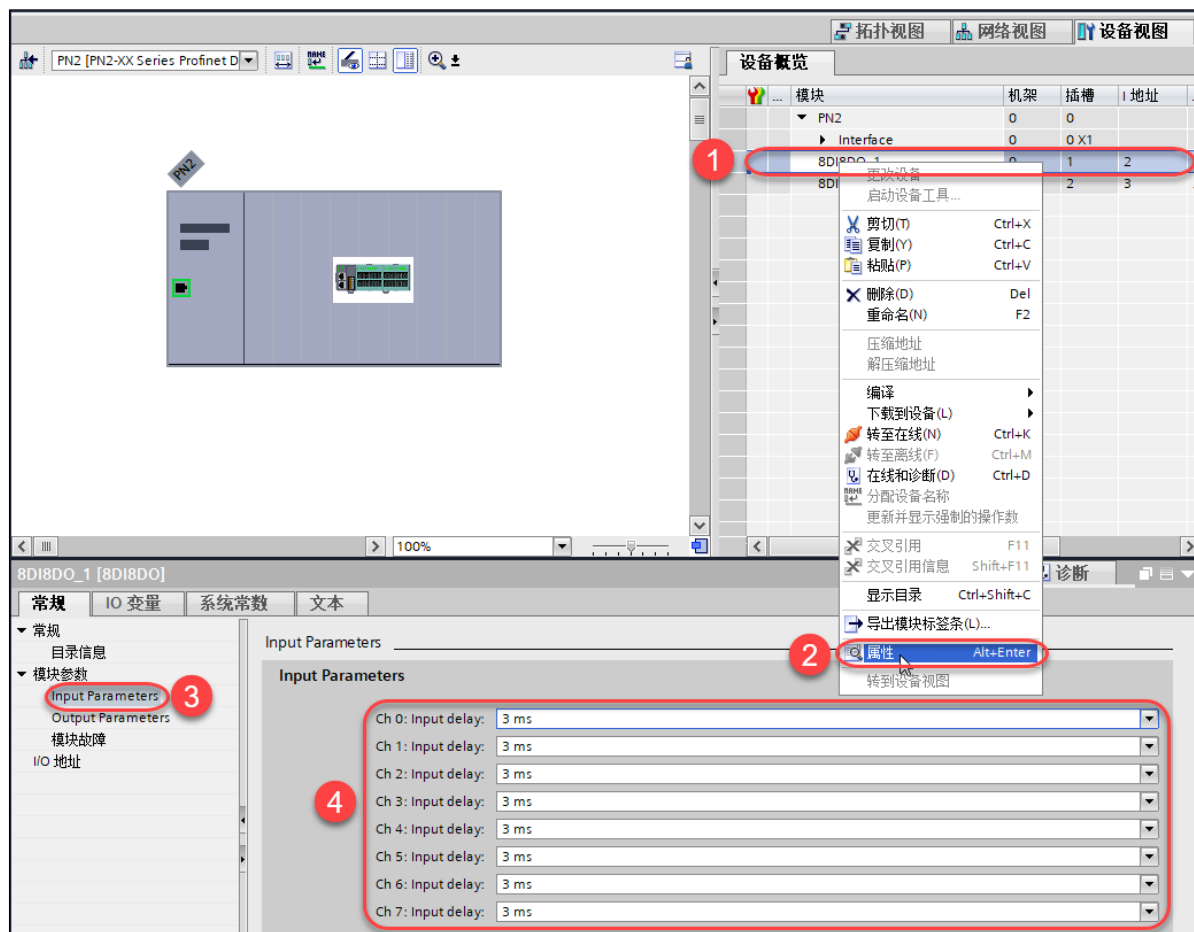 拓扑视图 网络视图 设备视图
PN2 [PN2-XX Series Profinet D
设备概览
... 模块 机架 插槽 I 地址
PN2 0 0
Interface 0 0 X1
1
8DI8DO_1 0 1 2
8DI 2 3
PN2
更改设备
启动设备工具...
剪切(T) Ctrl+X
复制(Y) Ctrl+C
粘贴(P) Ctrl+V
删除(D) Del
重命名(N) F2
压缩地址
解压缩地址
编译
下载到设备(L)
转至在线(N) Ctrl+K
转至离线(F) Ctrl+M
在线和诊断(D) Ctrl+D
分配设备名称
更新并显示强制的操作数
交叉引用 F11
交叉引用信息 Shift+F11
显示目录 Ctrl+Shift+C
导出模块标签条(L)...
2
属性 Alt+Enter
转到设备视图
100%
8DI8DO_1 [8DI8DO]
诊断
常规 IO 变量 系统常数 文本
常规
目录信息
模块参数
Input Parameters
3
Output Parameters
模块故障
I/O 地址
Input Parameters
Input Parameters
4
Ch 0: Input delay: 3 ms
Ch 1: Input delay: 3 ms
Ch 2: Input delay: 3 ms
Ch 3: Input delay: 3 ms
Ch 4: Input delay: 3 ms
Ch 5: Input delay: 3 ms
Ch 6: Input delay: 3 ms
Ch 7: Input delay: 3 ms